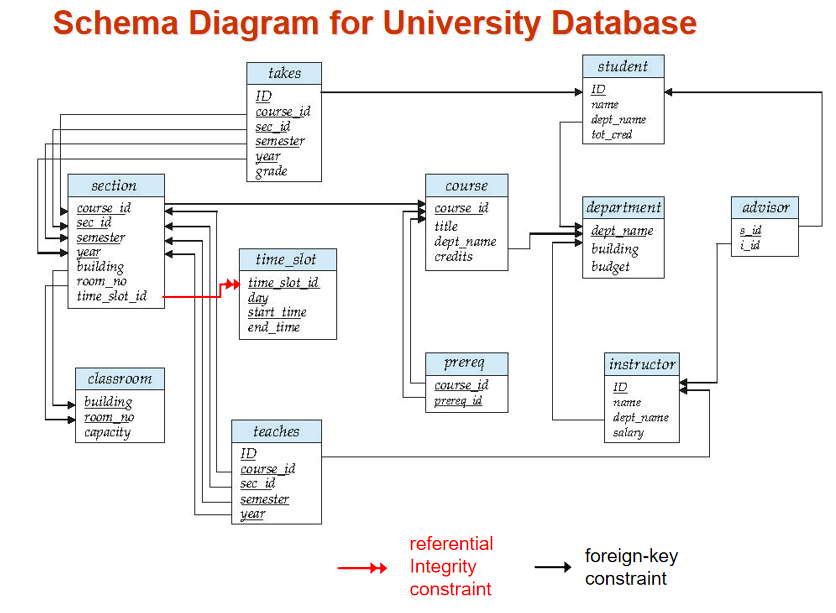 Schema Diagram for University Database
takes
ID
course_id
sec_id
semester
year
grade
student
ID
name
dept_name
tot_cred
section
course_id
sec_id
semester
year
building
room_no
time_slot_id
course
course_id
title
dept_name
credits
department
dept_name
building
budget
advisor
s_id
i_id
time_slot
time_slot_id
day
start_time
end_time
prereq
course_id
prereq_id
instructor
ID
name
dept_name
salary
classroom
building
room_no
capacity
teaches
ID
course_id
sec_id
semester
year
referential
Integrity
constraint
foreign-key
constraint